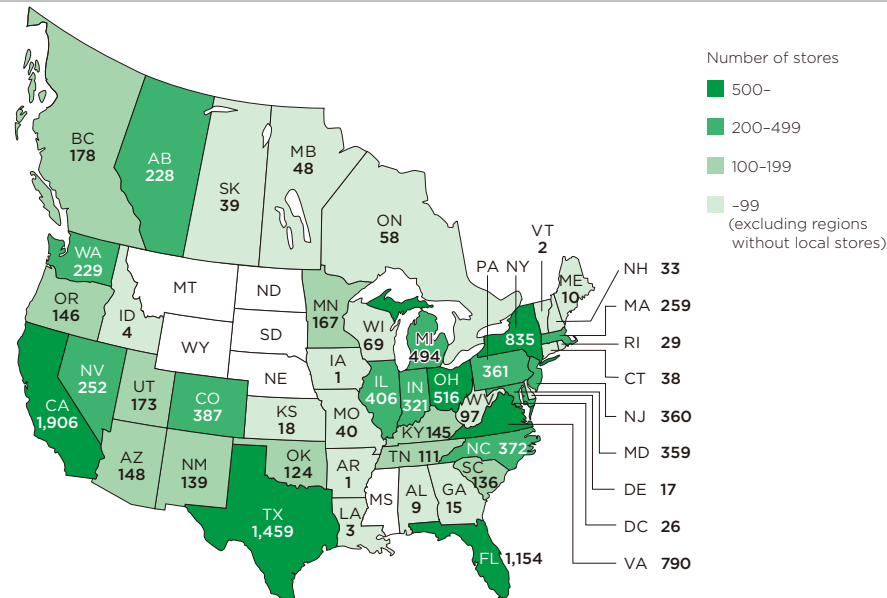 Number of stores
500–
200–499
100–199
–99
(excluding regions
without local stores)
BC
178
AB
228
SK
39
MB
48
ON
58
VT
2
WA
229
OR
146
ID
4
MT
ND
SD
WY
NE
MN
167
WI
69
MI
494
PA
361
NY
835
ME
10
NH 33
MA 259
RI 29
CT 38
NJ 360
MD 359
DE 17
DC 26
VA 790
CA
1,906
NV
252
UT
173
CO
387
KS
18
IA
1
MO
40
IL
406
IN
321
OH
516
WV
97
KY 145
TN 111
NC 372
SC
136
AZ
148
NM
139
OK
124
AR
1
MS
AL
9
GA
15
LA
3
TX
1,459
FL 1,154